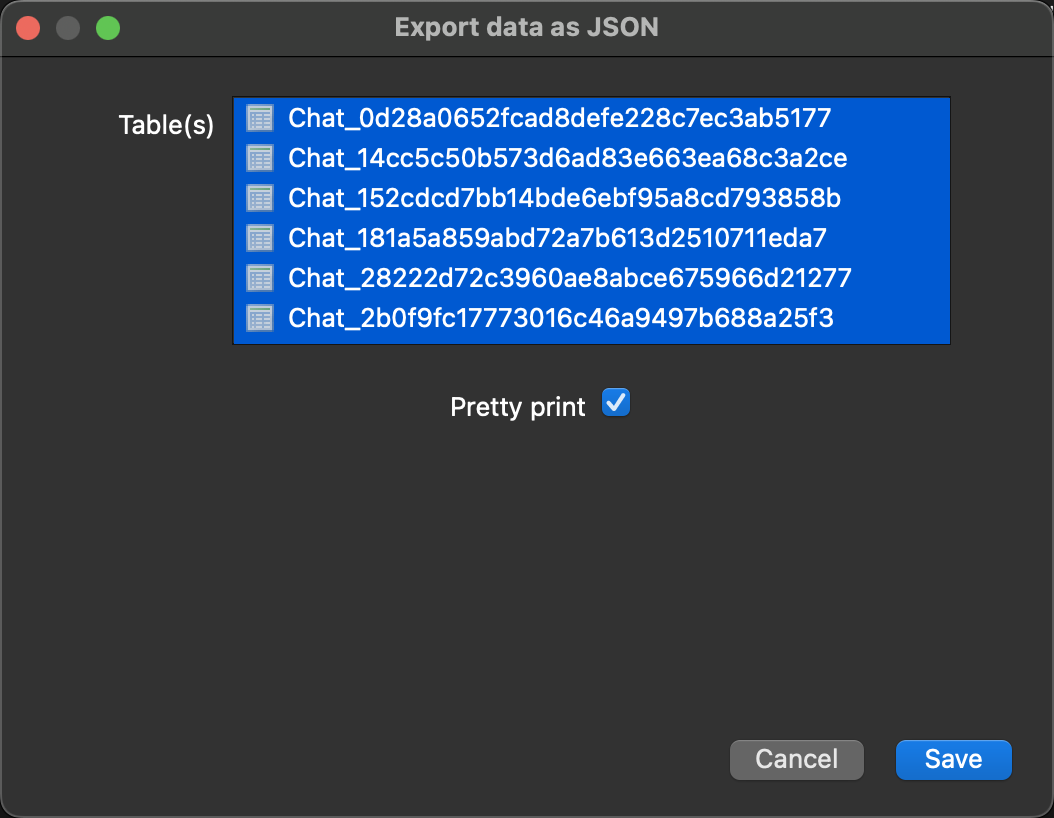 Export data as JSON
Table(s)
Chat_0d28a0652fcad8defe228c7ec3ab5177
Chat_14cc5c50b573d6ad83e663ea68c3a2ce
Chat_152cdcd7bb14bde6ebf95a8cd793858b
Chat_181a5a859abd72a7b613d2510711eda7
Chat_28222d72c3960ae8abce675966d21277
Chat_2b0f9fc17773016c46a9497b688a25f3
Pretty print
Cancel
Save